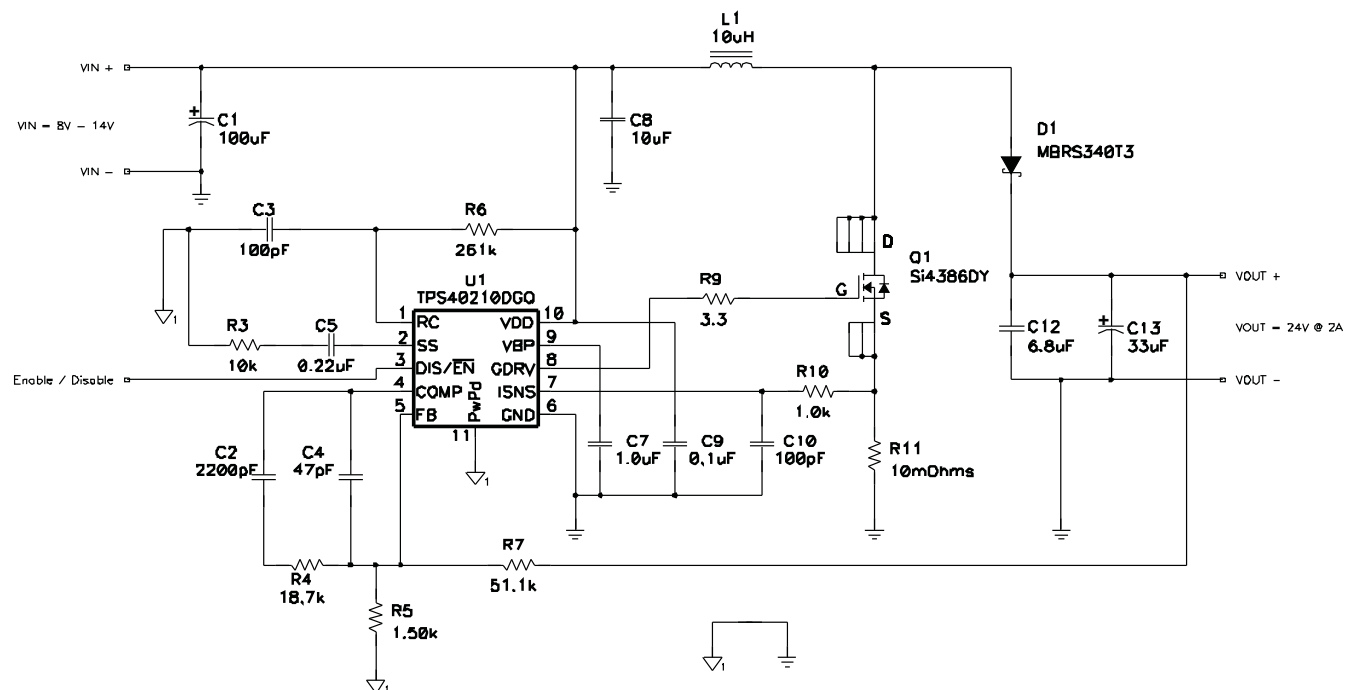 L1
10uH
VIN +
C1
100uF
VIN = 8V - 14V
C8
10uF
D1
MBRS340T3
VIN -
C3
100pF
R6
261k
D
Q1
Si4386DY
G
S
R9
3.3
U1
TPS40210DGQ
1 RC VDD 10
2 SS VBP 9
3 DIS/EN GDRV 8
4 COMP ISNS 7
5 FB GND 6
PwPd
11
1
R3
10k
C5
0.22uF
Enable / Disable
VOUT +
C12
6.8uF
C13
33uF
VOUT = 24V @ 2A
VOUT -
R10
1.0k
C2
2200pF
C4
47pF
1
C7
1.0uF
C9
0.1uF
C10
100pF
R11
10mOhms
R4
18.7k
R7
51.1k
R5
1.50k
1
1